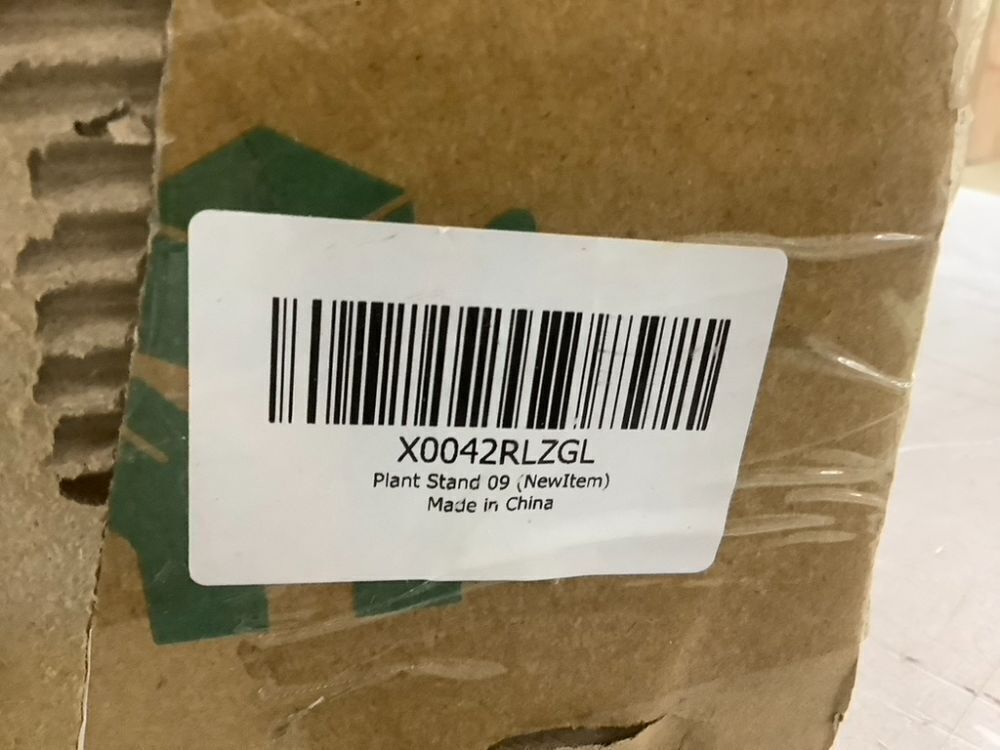 X0042RLZGL
Plant Stand 09 (NewItem)
Made in China